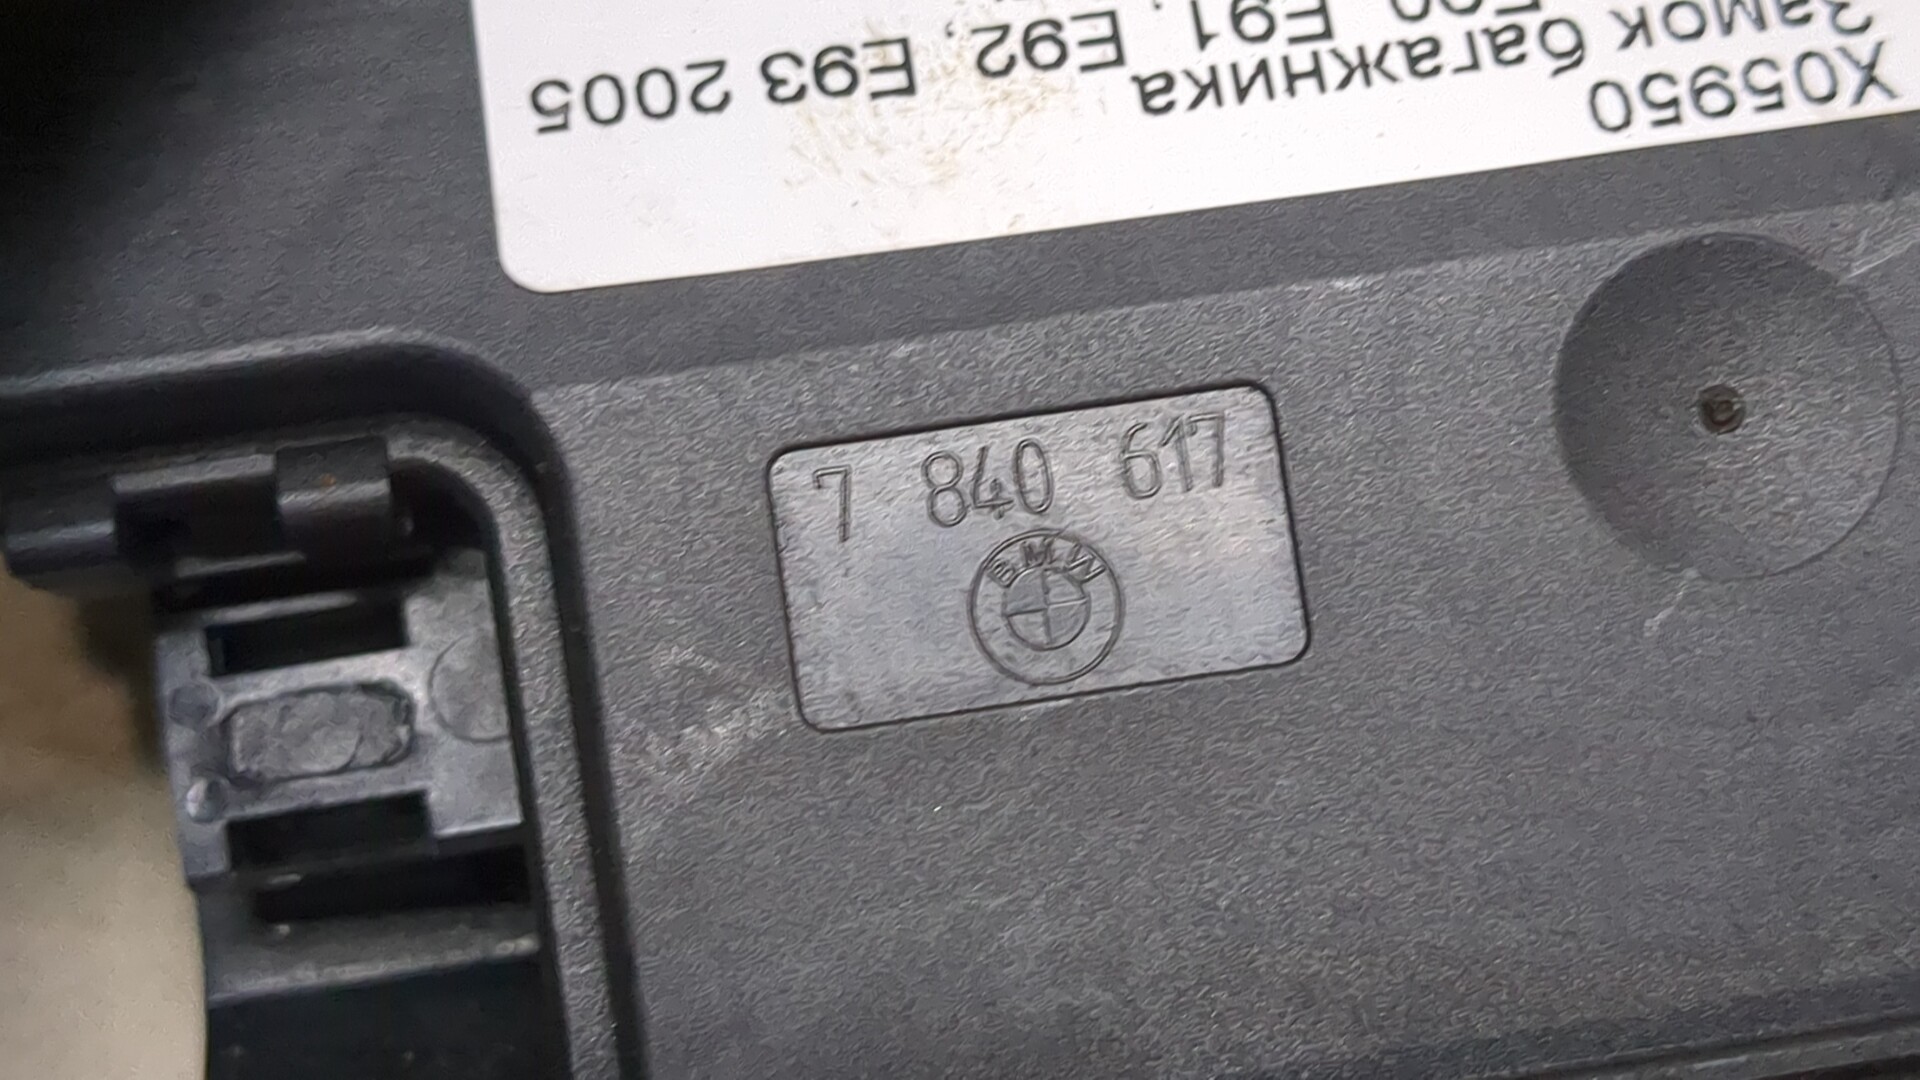 X05950
Замок багажника
E91, E92, E93 2005
7 840 617
BMW